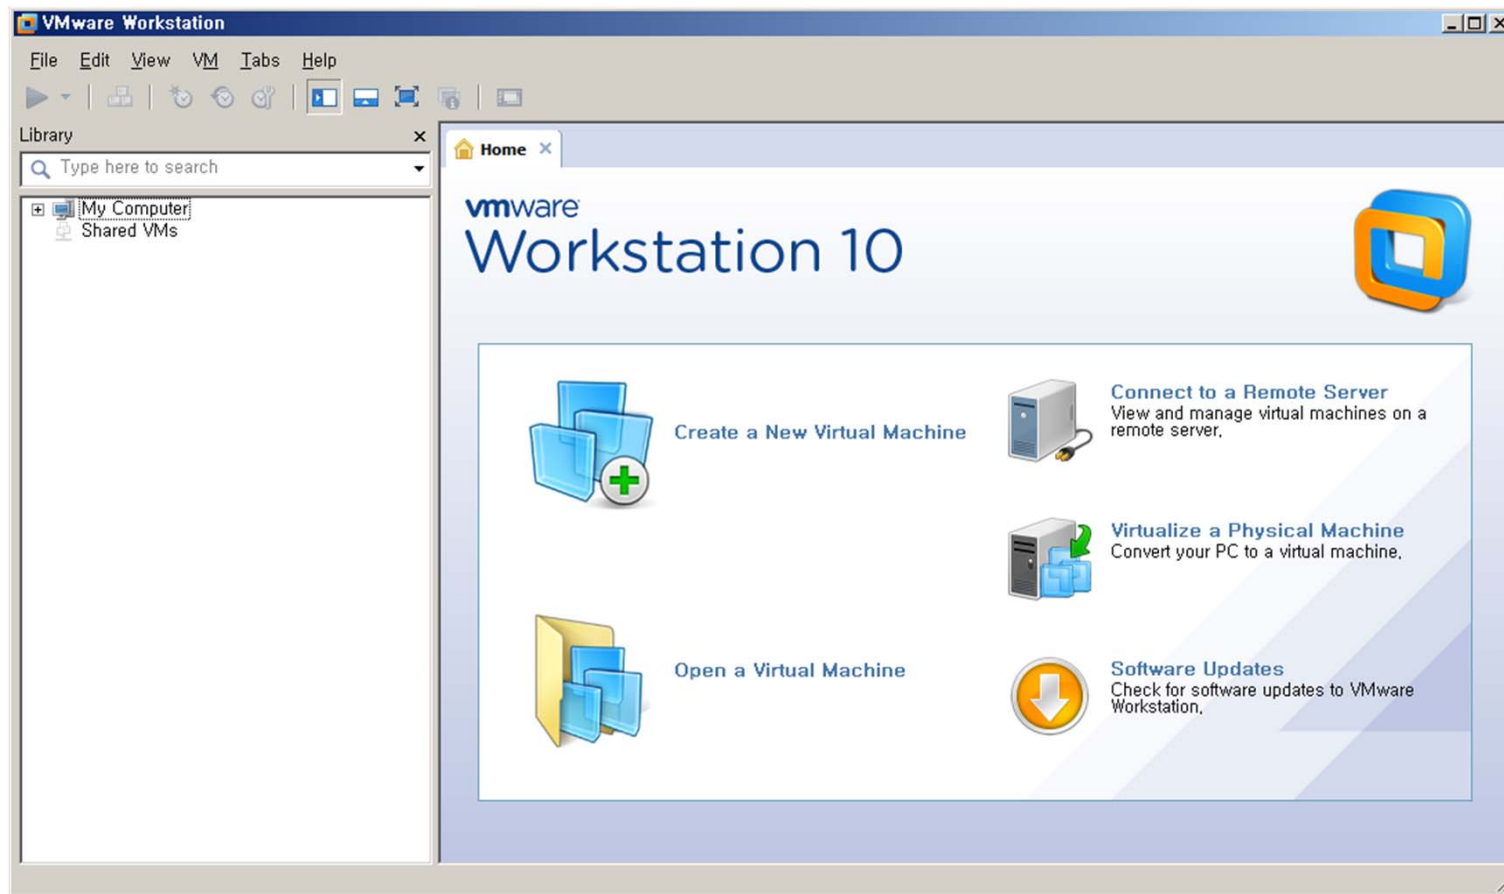 VMware Workstation
File Edit View VM Tabs Help
Library
Type here to search
My Computer
Shared VMs
Home
vmware
Workstation 10
Create a New Virtual Machine
Open a Virtual Machine
Connect to a Remote Server
View and manage virtual machines on a
remote server.
Virtualize a Physical Machine
Convert your PC to a virtual machine.
Software Updates
Check for software updates to VMware
Workstation.